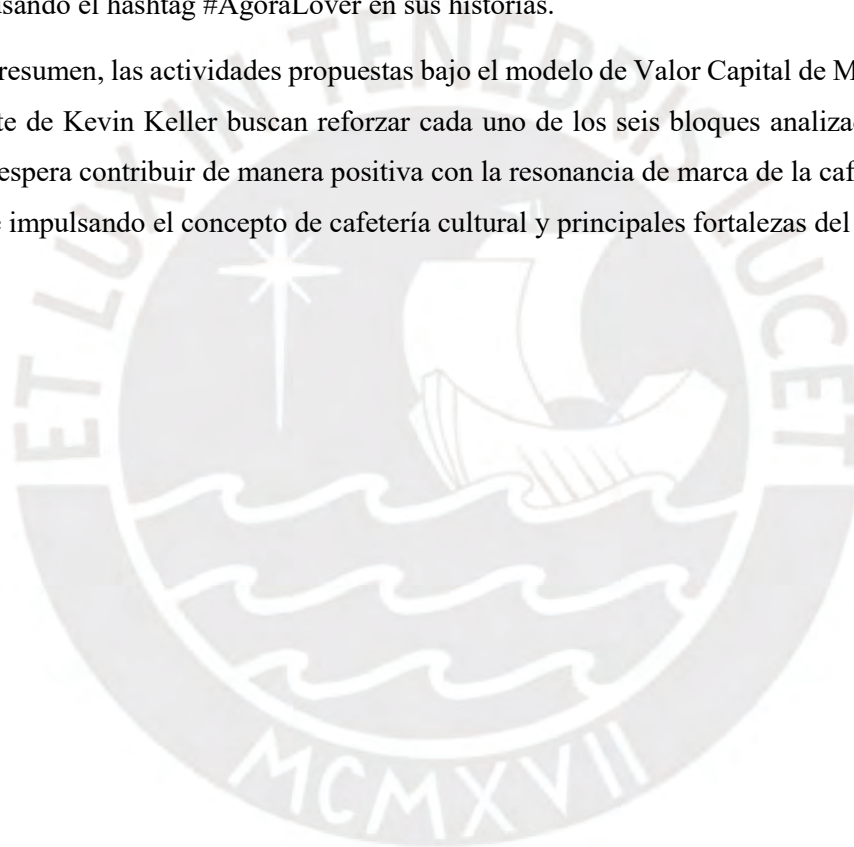 usando el hashtag #AgoraLover en sus historias.
resumen, las actividades propuestas bajo el modelo de Valor Capital de M
te de Kevin Keller buscan reforzar cada uno de los seis bloques analiza
espera contribuir de manera positiva con la resonancia de marca de la caf
e impulsando el concepto de cafetería cultural y principales fortalezas del
ET LUX IN TENEBRIS LUCET
MCMXVII